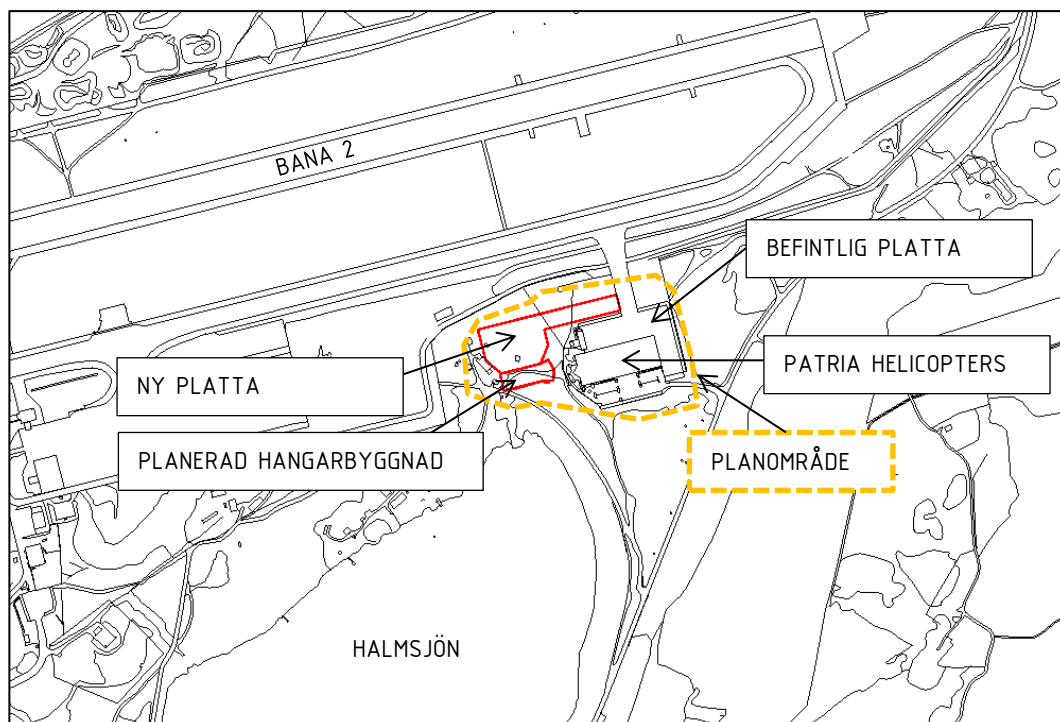 BANA 2
BEFINTLIG PLATTA
NY PLATTA
PATRIA HELICOPTERS
PLANERAD HANGARBYGGNAD
PLANOMRÅDE
HALMSJÖN